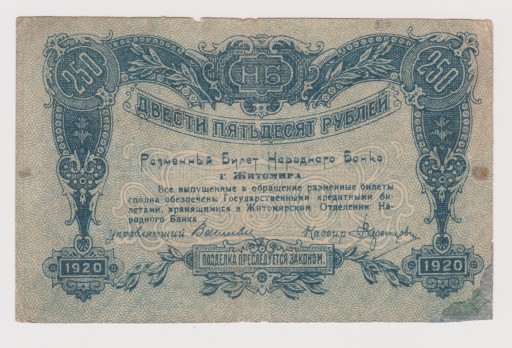 250 НБ 250
ДВЕСТИ ПЯТЬДЕСЯТ РУБЛЕЙ
Разменный Билет Народного Банка
г. Житомира
Все выпущенные в обращение разменные билеты
сполна обеспечены Государственными кредитными би-
летами, хранящимися в Житомирском Отделении На-
родного Банка
Управляющий Кассир
1920 ПОДДЕЛКА ПРЕСЛЕДУЕТСЯ ЗАКОНОМ. 1920